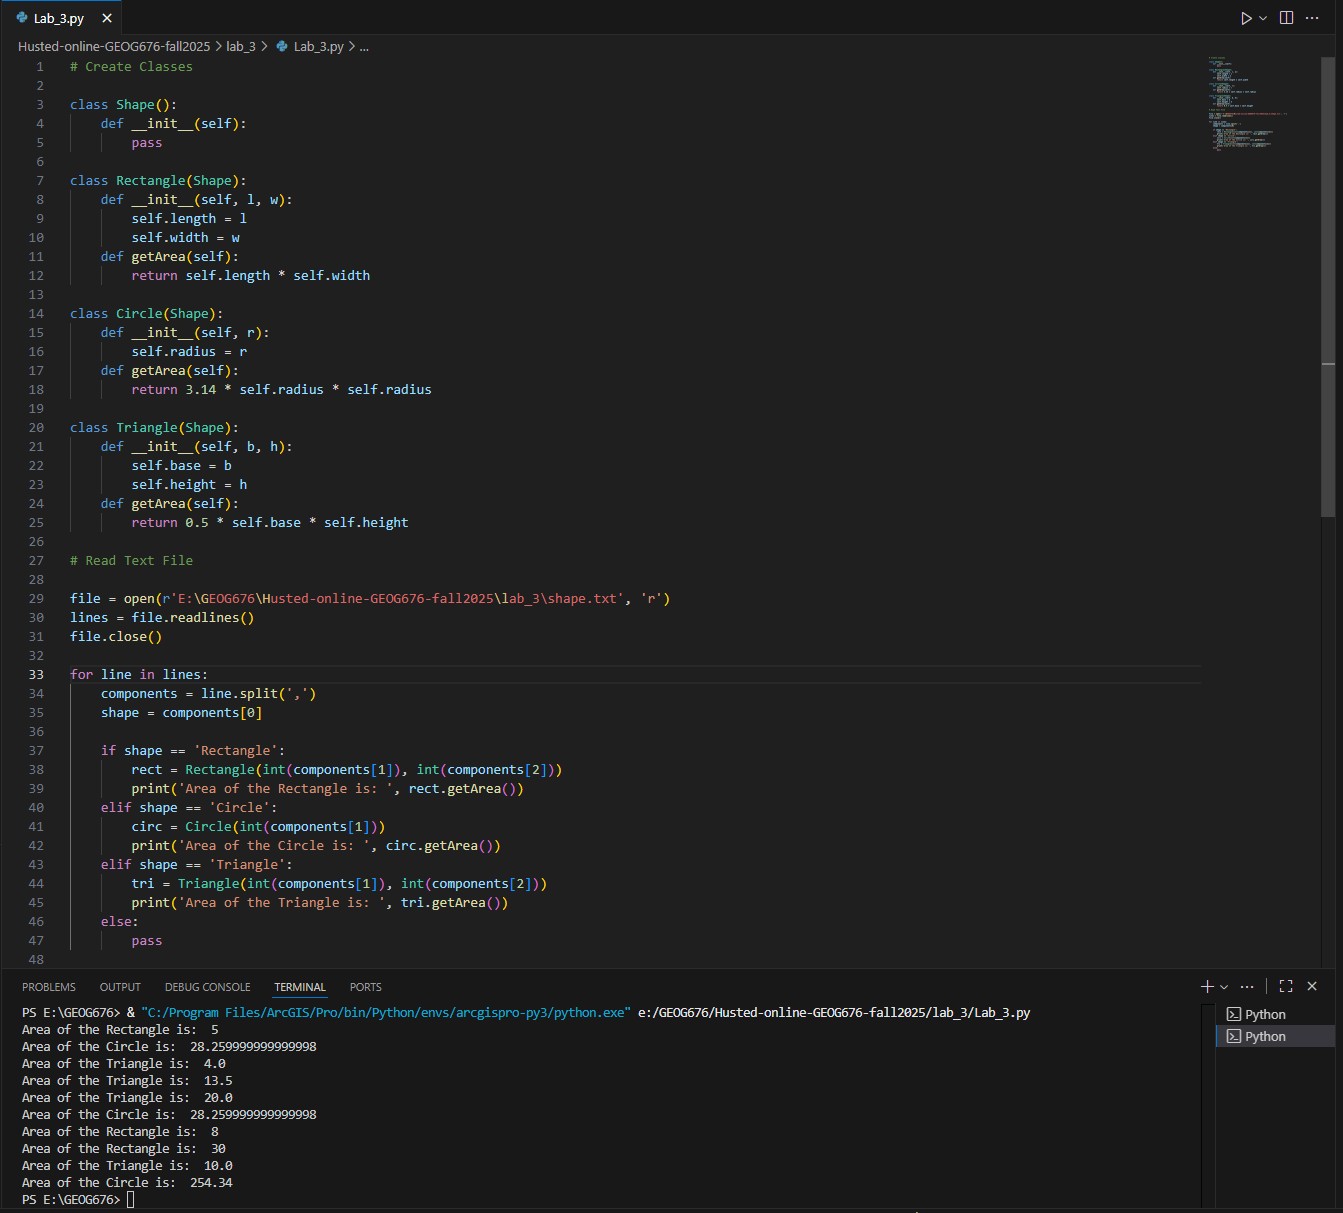 Lab_3.py
Husted-online-GEOG676-fall2025 > lab_3 > Lab_3.py > ...
1 # Create Classes
2
3 class Shape():
4     def __init__(self):
5         pass
6
7 class Rectangle(Shape):
8     def __init__(self, l, w):
9         self.length = l
10         self.width = w
11     def getArea(self):
12         return self.length * self.width
13
14 class Circle(Shape):
15     def __init__(self, r):
16         self.radius = r
17     def getArea(self):
18         return 3.14 * self.radius * self.radius
19
20 class Triangle(Shape):
21     def __init__(self, b, h):
22         self.base = b
23         self.height = h
24     def getArea(self):
25         return 0.5 * self.base * self.height
26
27 # Read Text File
28
29 file = open(r'E:\GEOG676\Husted-online-GEOG676-fall2025\lab_3\shape.txt', 'r')
30 lines = file.readlines()
31 file.close()
32
33 for line in lines:
34     components = line.split(',')
35     shape = components[0]
36
37     if shape == 'Rectangle':
38         rect = Rectangle(int(components[1]), int(components[2]))
39         print('Area of the Rectangle is: ', rect.getArea())
40     elif shape == 'Circle':
41         circ = Circle(int(components[1]))
42         print('Area of the Circle is: ', circ.getArea())
43     elif shape == 'Triangle':
44         tri = Triangle(int(components[1]), int(components[2]))
45         print('Area of the Triangle is: ', tri.getArea())
46     else:
47         pass
48
PROBLEMS OUTPUT DEBUG CONSOLE TERMINAL PORTS
PS E:\GEOG676> & "C:/Program Files/ArcGIS/Pro/bin/Python/envs/arcgispro-py3/python.exe" e:/GEOG676/Husted-online-GEOG676-fall2025/lab_3/Lab_3.py
Area of the Rectangle is:  5
Area of the Circle is:  28.259999999999998
Area of the Triangle is:  4.0
Area of the Triangle is:  13.5
Area of the Triangle is:  20.0
Area of the Circle is:  28.259999999999998
Area of the Rectangle is:  8
Area of the Rectangle is:  30
Area of the Triangle is:  10.0
Area of the Circle is:  254.34
PS E:\GEOG676>
Python
Python